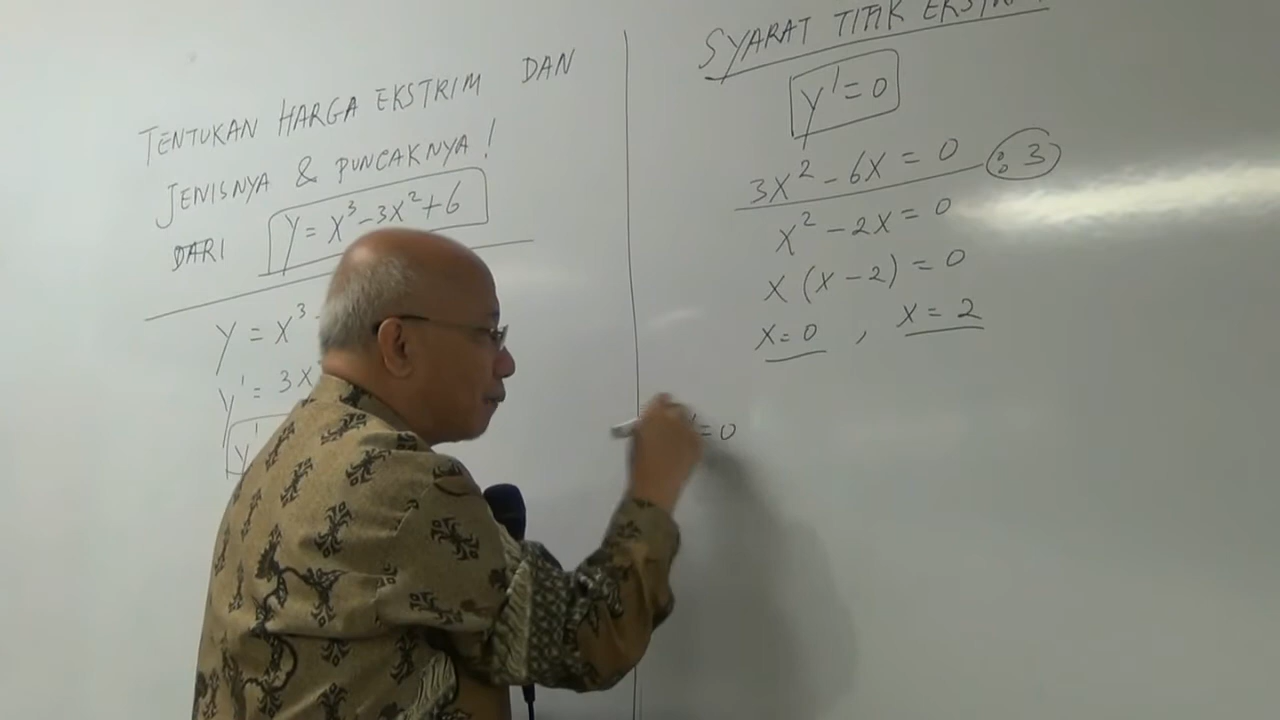 TENTUKAN HARGA EKSTRIM DAN
JENISNYA & PUNCAKNYA!
DARI y = x³-3x²+6
y = x³-
y' = 3x
y'
SYARAT TITIK
y' = 0
3x² - 6x = 0 : 3
x² - 2x = 0
x (x - 2) = 0
x = 0 , x = 2
' = 0